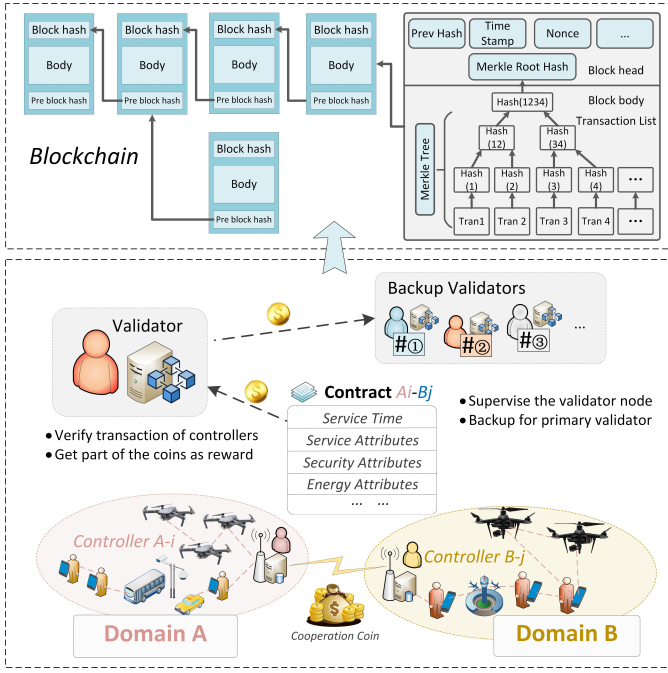 Block hash
Body
Pre block hash
Block hash
Body
Pre block hash
Block hash
Body
Pre block hash
Block hash
Body
Pre block hash
Block hash
Body
Pre block hash
Blockchain
Prev Hash
Time
Stamp
Nonce
...
Merkle Root Hash
Block head
Block body
Transaction List
Merkle Tree
Hash(1234)
Hash
(12)
Hash
(34)
Hash
(1)
Hash
(2)
Hash
(3)
Hash
(4)
...
Tran1
Tran 2
Tran 3
Tran 4
...
Validator
Backup Validators
#①
#②
#③
...
● Verify transaction of controllers
● Get part of the coins as reward
Contract Ai-Bj
Service Time
Service Attributes
Security Attributes
Energy Attributes
... ...
● Supervise the validator node
● Backup for primary validator
Controller A-i
Controller B-j
Cooperation Coin
Domain A
Domain B